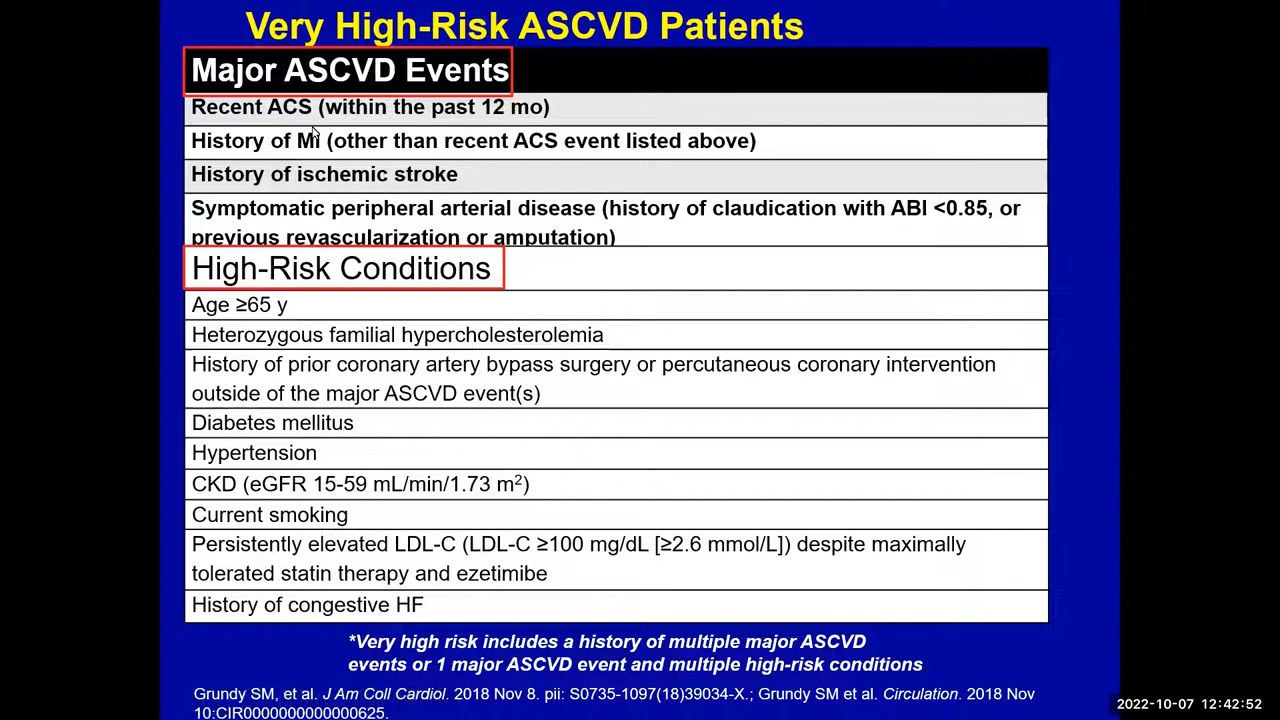 Very High-Risk ASCVD Patients
Major ASCVD Events
Recent ACS (within the past 12 mo)
History of MI (other than recent ACS event listed above)
History of ischemic stroke
Symptomatic peripheral arterial disease (history of claudication with ABI <0.85, or
previous revascularization or amputation)
High-Risk Conditions
Age ≥65 y
Heterozygous familial hypercholesterolemia
History of prior coronary artery bypass surgery or percutaneous coronary intervention
outside of the major ASCVD event(s)
Diabetes mellitus
Hypertension
CKD (eGFR 15-59 mL/min/1.73 m²)
Current smoking
Persistently elevated LDL-C (LDL-C ≥100 mg/dL [≥2.6 mmol/L]) despite maximally
tolerated statin therapy and ezetimibe
History of congestive HF
*Very high risk includes a history of multiple major ASCVD
events or 1 major ASCVD event and multiple high-risk conditions
Grundy SM, et al. J Am Coll Cardiol. 2018 Nov 8. pii: S0735-1097(18)39034-X.; Grundy SM et al. Circulation. 2018 Nov
10:CIR0000000000000625.
2022-10-07 12:42:52